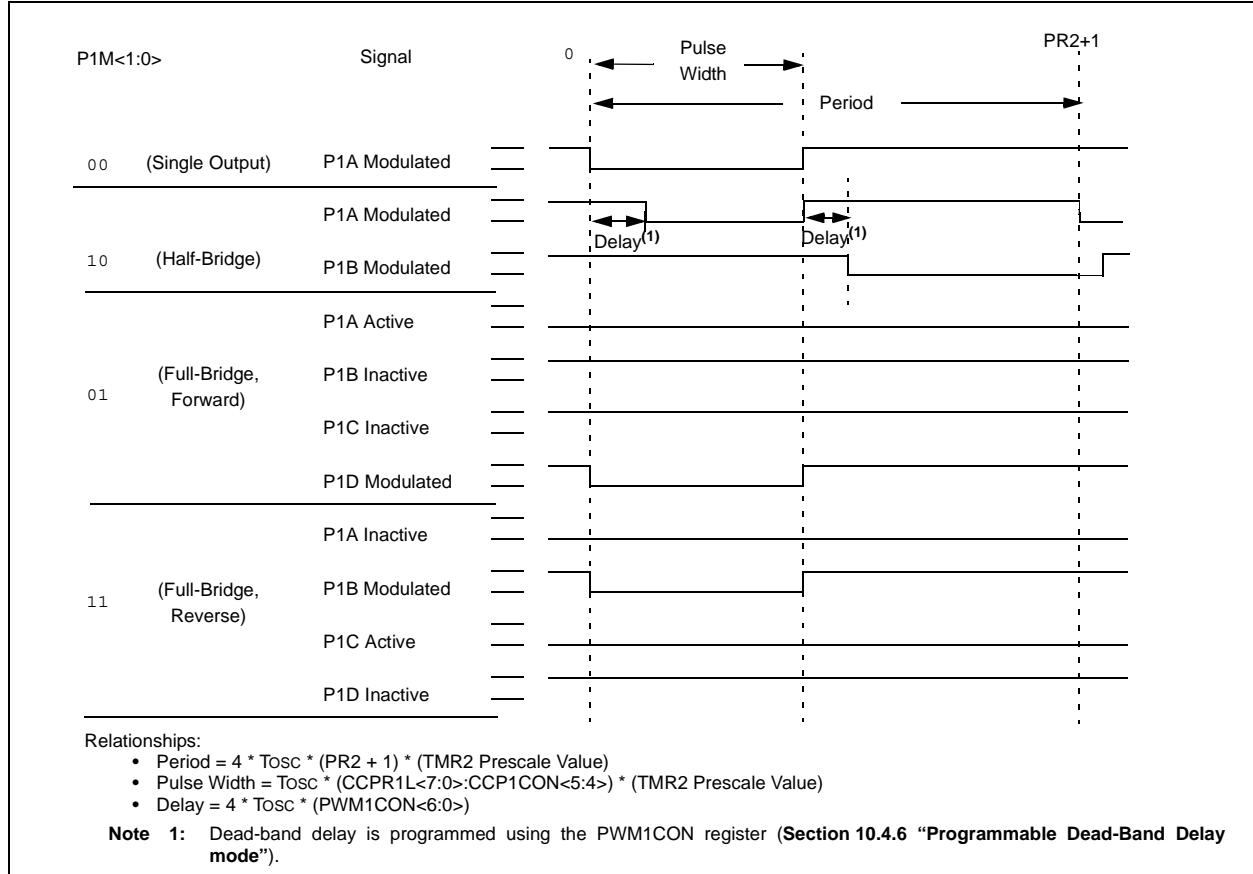 P1M<1:0> Signal 0 Pulse Width PR2+1
Period
00 (Single Output) P1A Modulated
P1A Modulated
Delay(1) Delay(1)
10 (Half-Bridge) P1B Modulated
P1A Active
01 (Full-Bridge, Forward) P1B Inactive
P1C Inactive
P1D Modulated
P1A Inactive
11 (Full-Bridge, Reverse) P1B Modulated
P1C Active
P1D Inactive
Relationships:
• Period = 4 * TOSC * (PR2 + 1) * (TMR2 Prescale Value)
• Pulse Width = TOSC * (CCPR1L<7:0>:CCP1CON<5:4>) * (TMR2 Prescale Value)
• Delay = 4 * TOSC * (PWM1CON<6:0>)
Note 1: Dead-band delay is programmed using the PWM1CON register (Section 10.4.6 “Programmable Dead-Band Delay
mode”).